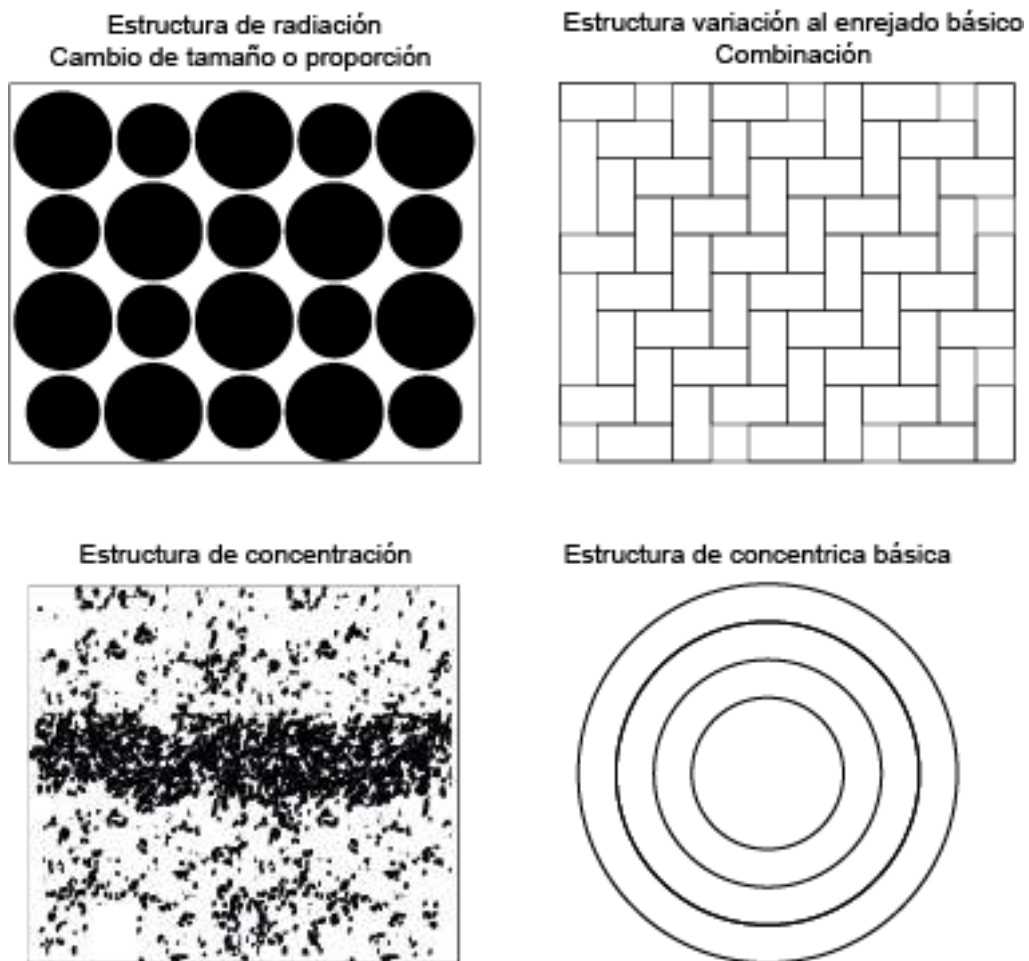 Estructura de radiación
Cambio de tamaño o proporción
Estructura variación al enrejado básico
Combinación
Estructura de concentración
Estructura de concentrica básica